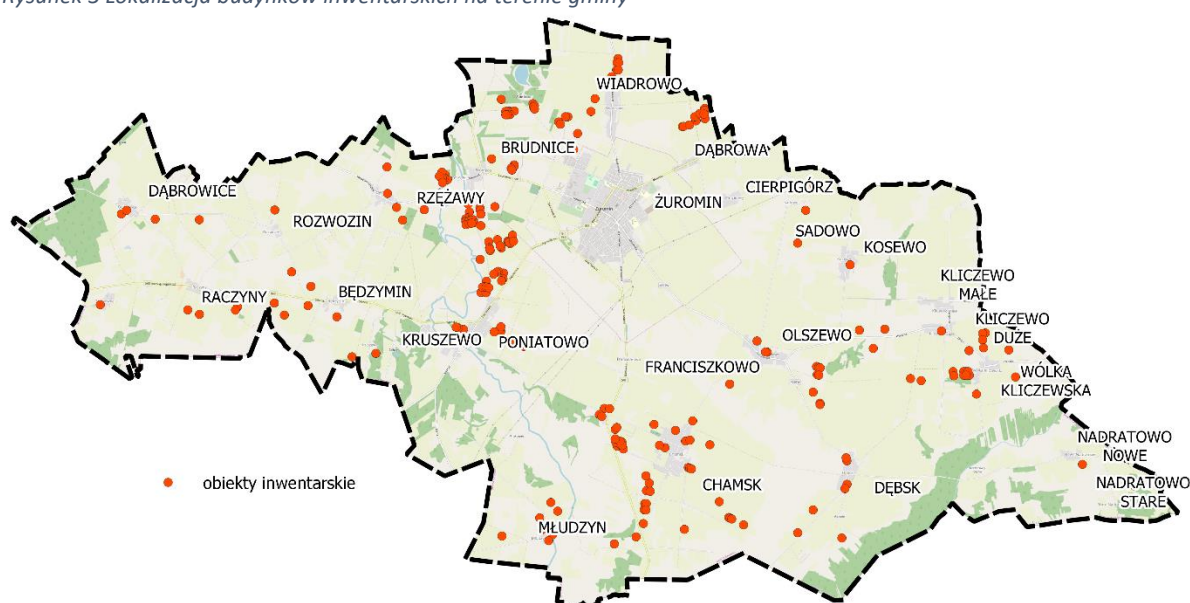 Rysunek 3 Lokalizacja budynków inwentarskich na terenie gminy
WIADROWO
BRUDNICE
DĄBROWA
DĄBROWICE
RZĘŻAWY
CIERPIGÓRZ
ROZWOZIN
ŻUROMIN
SADOWO
KOSEWO
KLICZEWO
MAŁE
RACZYNY
BĘDZYMIN
KLICZEWO
DUŻE
KRUSZEWO
PONIATOWO
OLSZEWO
FRANCISZKOWO
WÓLKA
KLICZEWSKA
NADRATOWO
NOWE
obiekty inwentarskie
CHAMSK
DĘBSK
NADRATOWO
STARE
MŁUDZYN